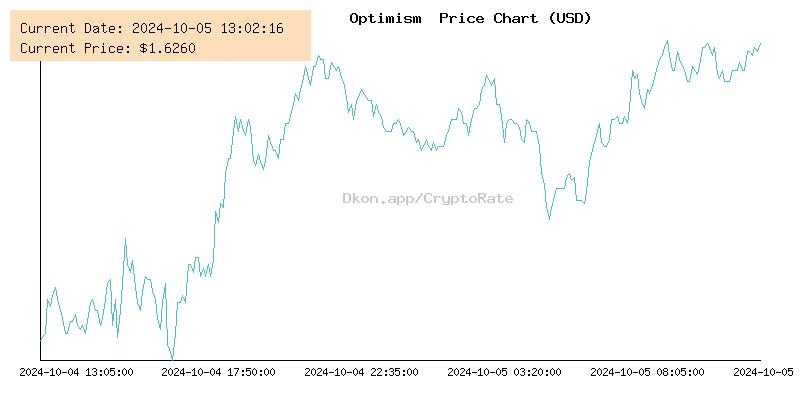 Optimism  Price Chart (USD)
Current Date: 2024-10-05 13:02:16
Current Price: $1.6260
Dkon.app/CryptoRate
2024-10-04 13:05:00 2024-10-04 17:50:00 2024-10-04 22:35:00 2024-10-05 03:20:00 2024-10-05 08:05:00 2024-10-05